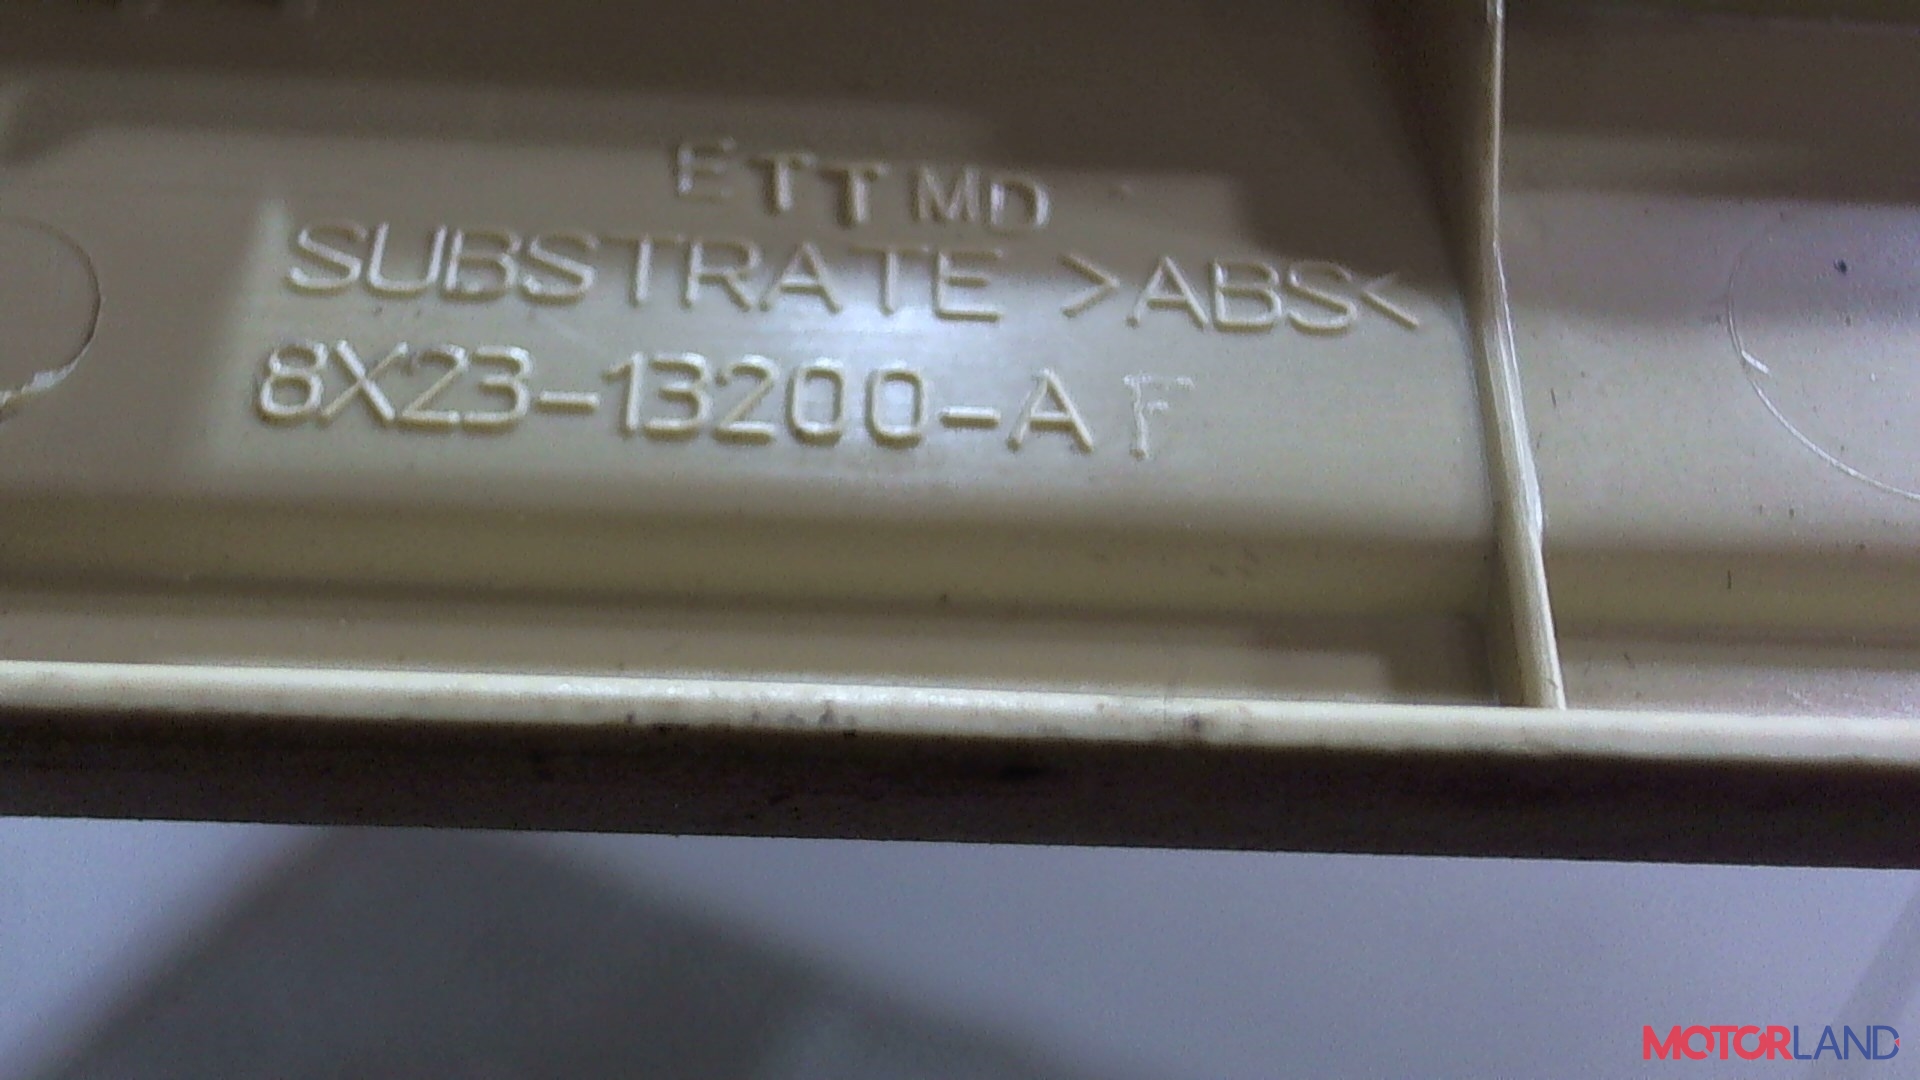 ETTMD
SUBSTRATE >ABS<
8X23-13200-AF
MOTORLAND